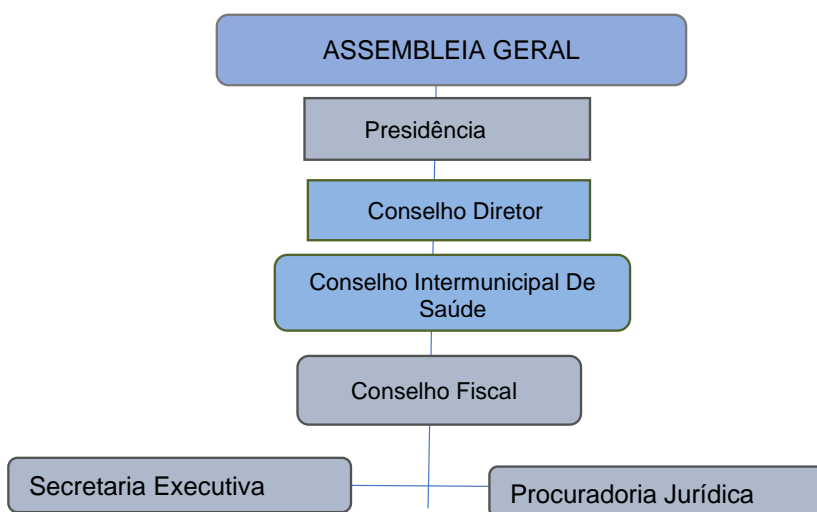 ASSEMBLEIA GERAL
Presidência
Conselho Diretor
Conselho Intermunicipal De
Saúde
Conselho Fiscal
Secretaria Executiva
Procuradoria Jurídica